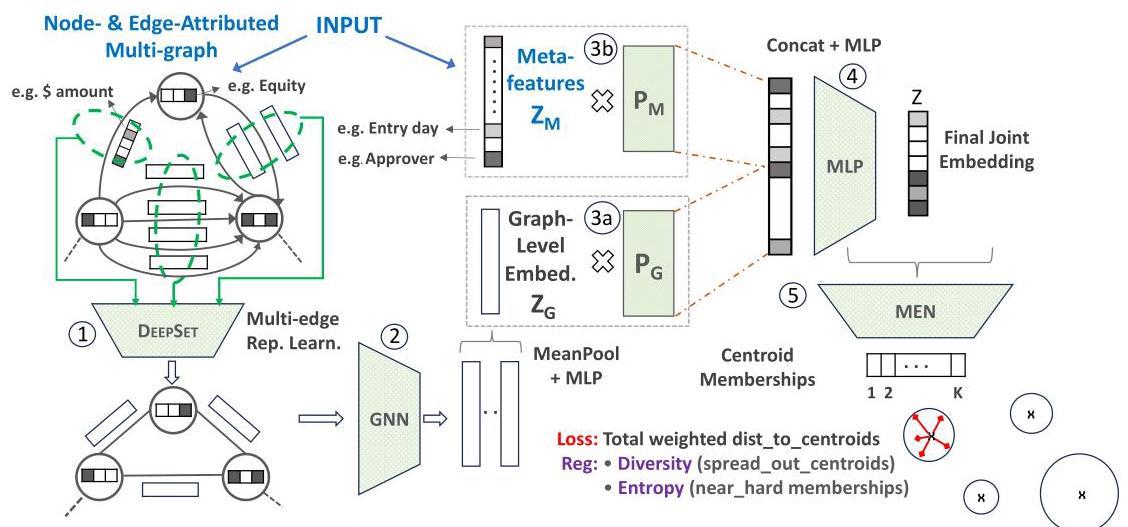 Node- & Edge-Attributed
Multi-graph
INPUT
e.g. $ amount
e.g. Equity
Meta-
features
Z_M
3b
P_M
e.g. Entry day
e.g. Approver
Graph-
Level
Embed.
Z_G
3a
P_G
Concat + MLP
4
MLP
Z
Final Joint
Embedding
5
MEN
Centroid
Memberships
1 2 K
1
DEEPSET
Multi-edge
Rep. Learn.
2
GNN
MeanPool
+ MLP
Loss: Total weighted dist_to_centroids
Reg: • Diversity (spread_out_centroids)
• Entropy (near_hard memberships)
x
x
x
x